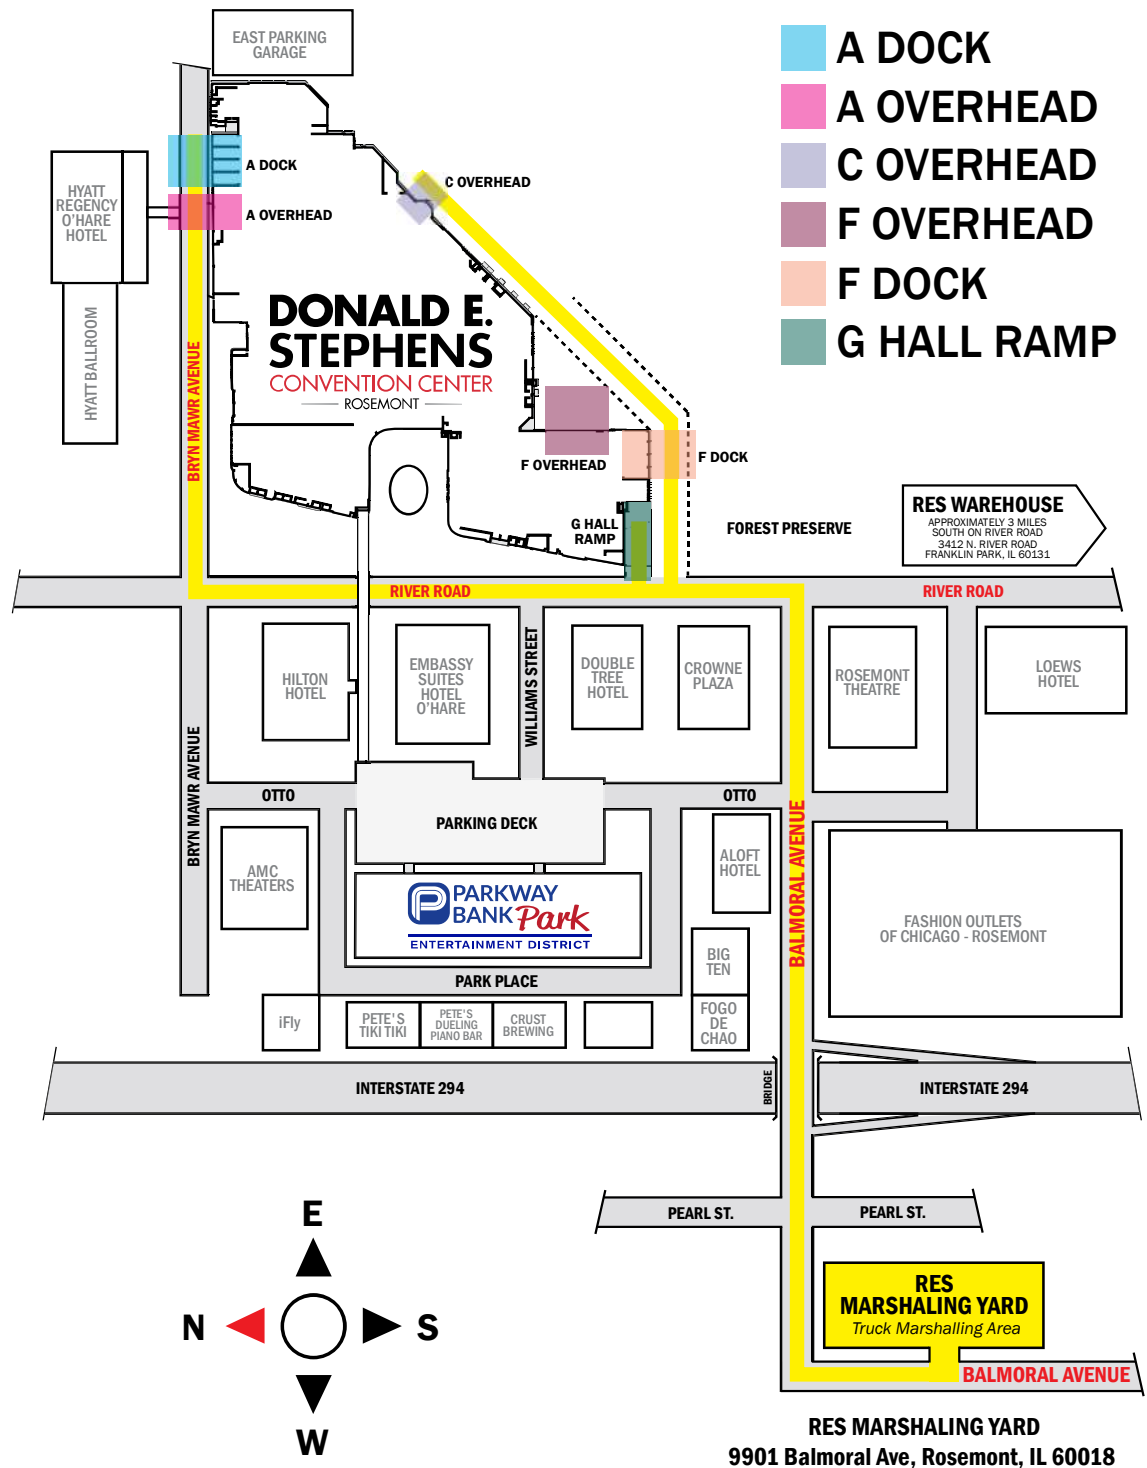 EAST PARKING
GARAGE
A DOCK
A OVERHEAD
C OVERHEAD
F OVERHEAD
F DOCK
G HALL RAMP
A DOCK
C OVERHEAD
A OVERHEAD
HYATT
REGENCY
O'HARE
HOTEL
HYATT BALLROOM
BRYN MAWR AVENUE
DONALD E.
STEPHENS
CONVENTION CENTER
ROSEMONT
F OVERHEAD
F DOCK
G HALL
RAMP
FOREST PRESERVE
RES WAREHOUSE
APPROXIMATELY 3 MILES
SOUTH ON RIVER ROAD
3412 N. RIVER ROAD
FRANKLIN PARK, IL 60131
RIVER ROAD
RIVER ROAD
HILTON
HOTEL
EMBASSY
SUITES
HOTEL
O'HARE
WILLIAMS STREET
DOUBLE
TREE
HOTEL
CROWNE
PLAZA
ROSEMONT
THEATRE
LOEWS
HOTEL
BRYN MAWR AVENUE
OTTO
OTTO
PARKING DECK
BALMORAL AVENUE
AMC
THEATERS
ALOFT
HOTEL
PARKWAY
BANK Park
ENTERTAINMENT DISTRICT
FASHION OUTLETS
OF CHICAGO - ROSEMONT
BIG
TEN
PARK PLACE
iFly
PETE'S
TIKI TIKI
PETE'S
DUELING
PIANO BAR
CRUST
BREWING
FOGO
DE
CHAO
INTERSTATE 294
BRIDGE
INTERSTATE 294
PEARL ST.
PEARL ST.
E
N
S
W
RES
MARSHALING YARD
Truck Marshalling Area
BALMORAL AVENUE
RES MARSHALING YARD
9901 Balmoral Ave, Rosemont, IL 60018